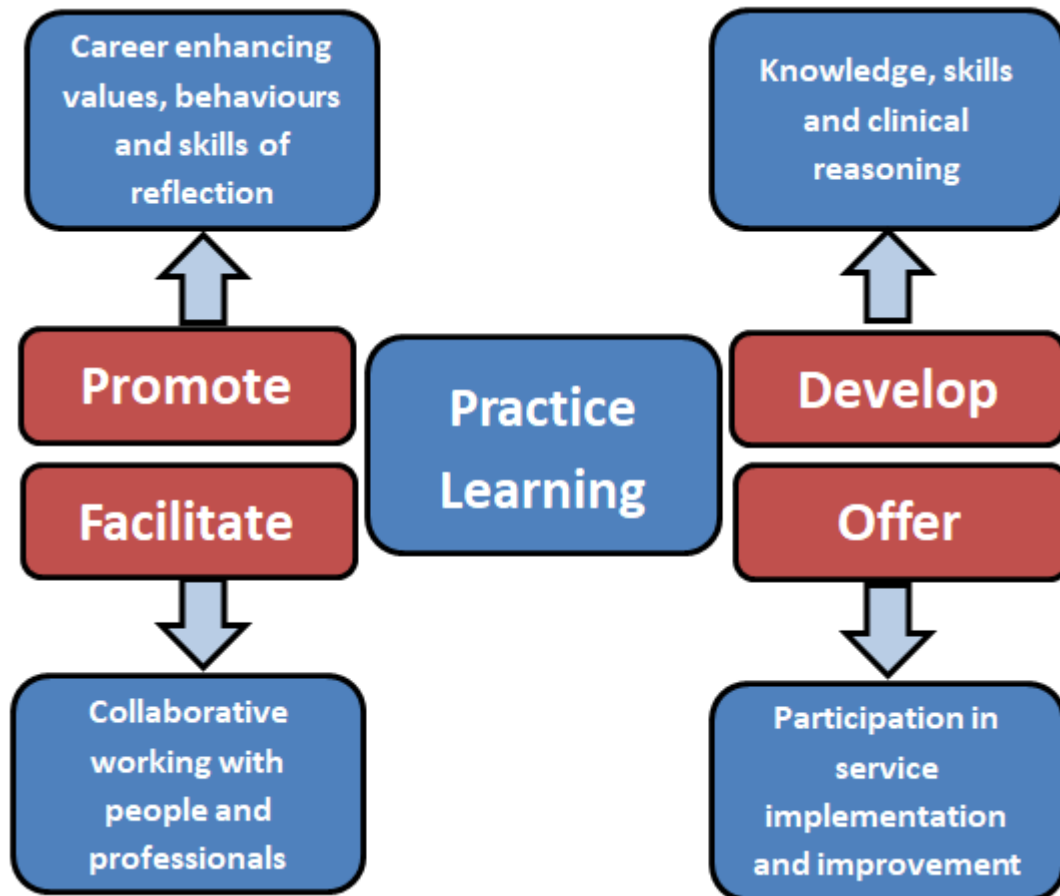 Career enhancing
values, behaviours
and skills of
reflection
Knowledge, skills
and clinical
reasoning
Promote
Practice
Learning
Develop
Facilitate
Offer
Collaborative
working with
people and
professionals
Participation in
service
implementation
and improvement